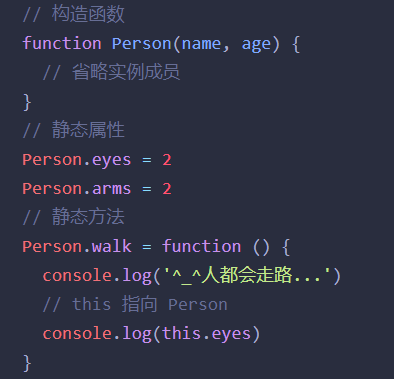 // 构造函数
function Person(name, age) {
  // 省略实例成员
}
// 静态属性
Person.eyes = 2
Person.arms = 2
// 静态方法
Person.walk = function () {
  console.log('^_^人都会走路...')
  // this 指向 Person
  console.log(this.eyes)
}